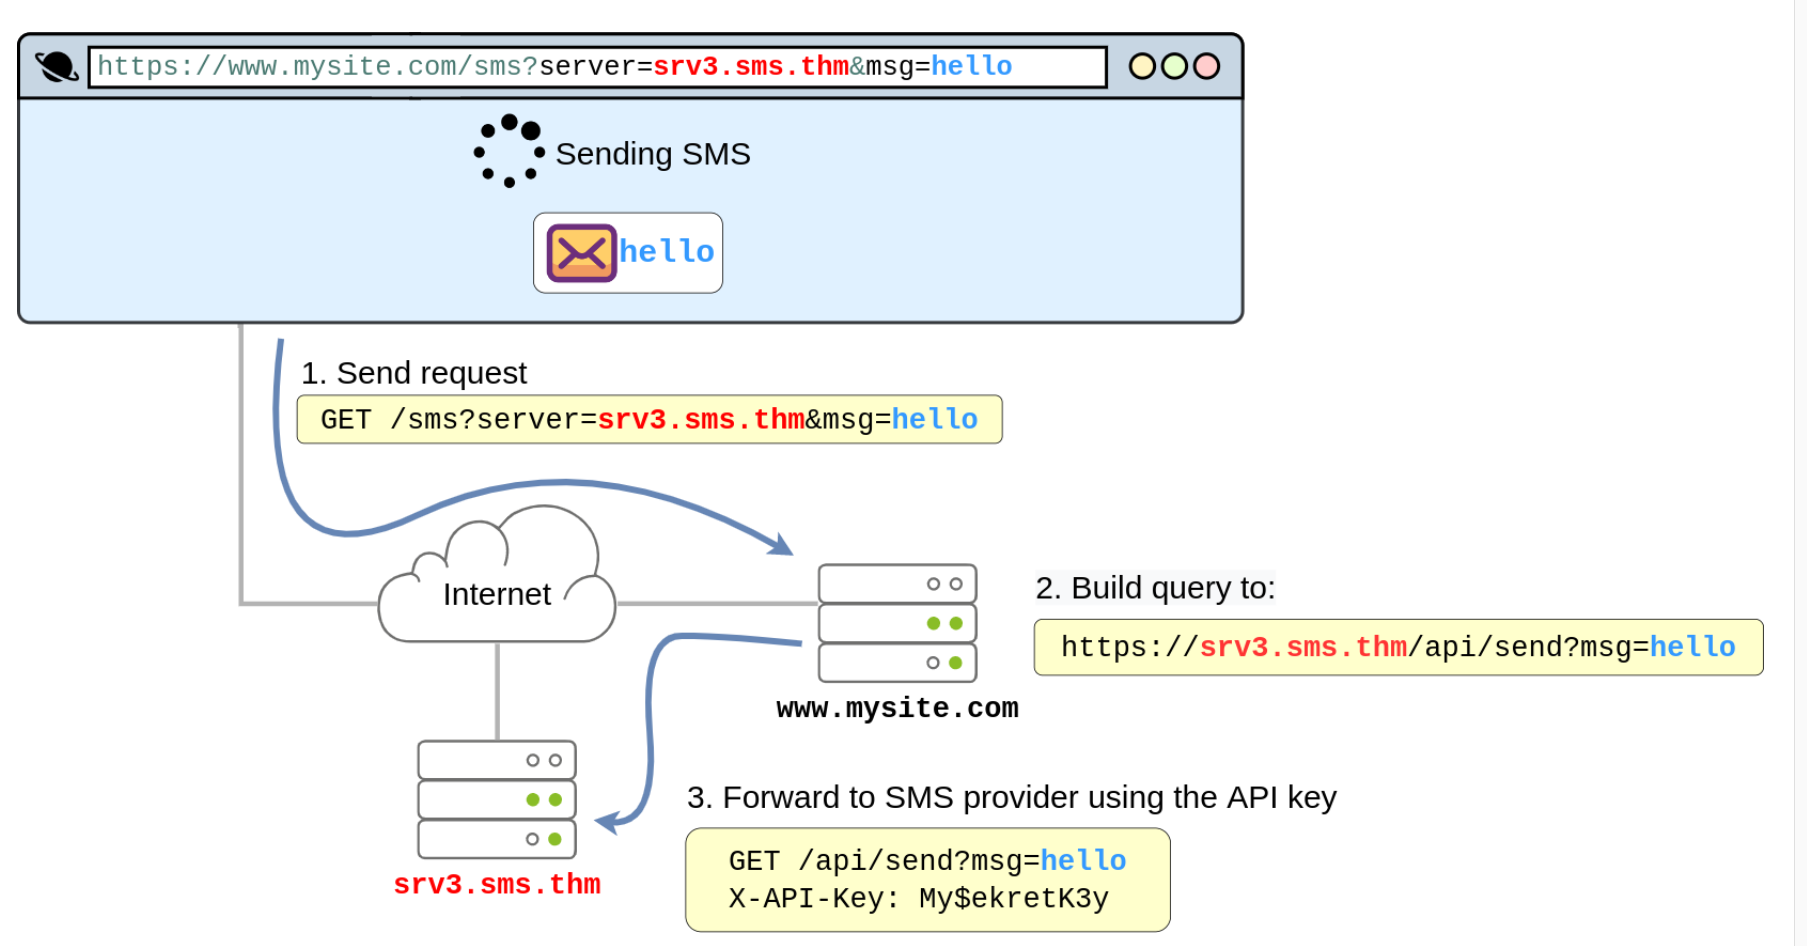 https://www.mysite.com/sms?server=srv3.sms.thm&msg=hello
Sending SMS
hello
1. Send request
GET /sms?server=srv3.sms.thm&msg=hello
Internet
2. Build query to:
https://srv3.sms.thm/api/send?msg=hello
www.mysite.com
3. Forward to SMS provider using the API key
GET /api/send?msg=hello
X-API-Key: My$ekretK3y
srv3.sms.thm